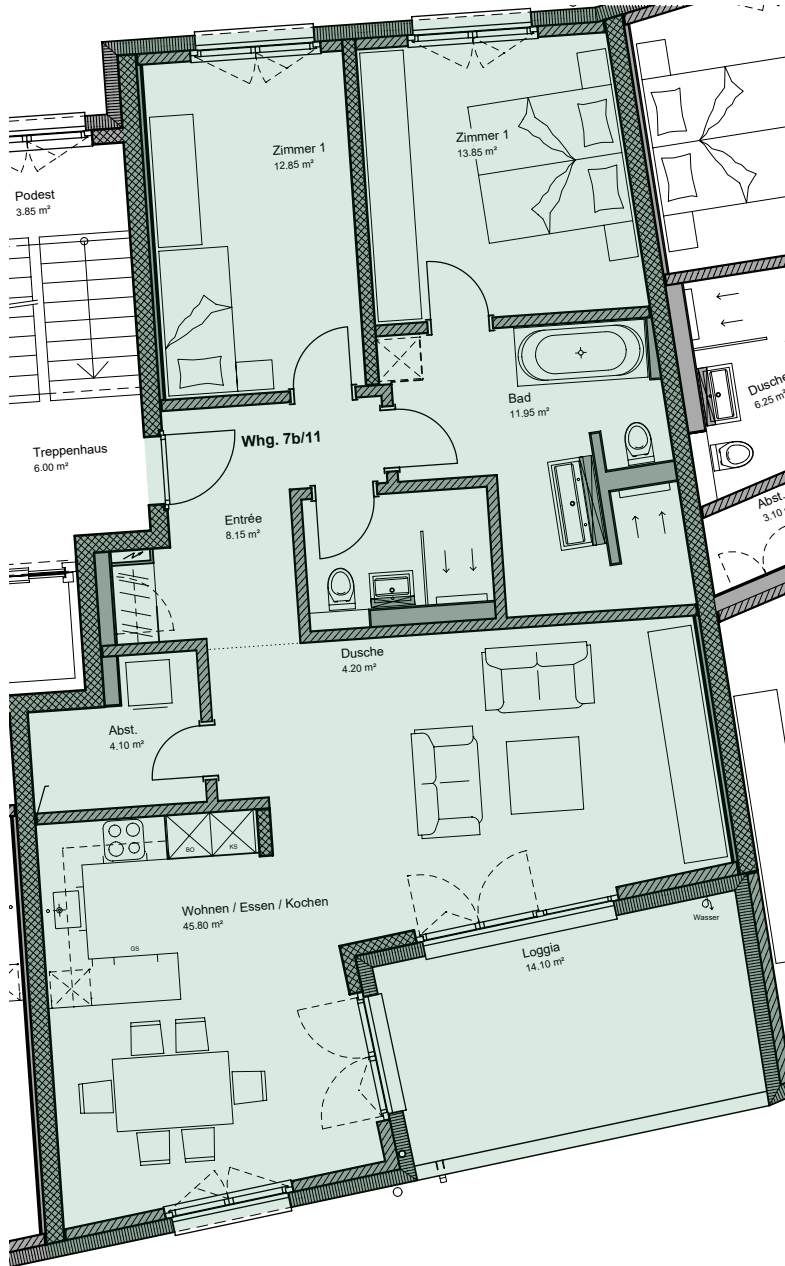 Zimmer 1
12.85 m²
Zimmer 1
13.85 m²
Podest
3.85 m²
Treppenhaus
6.00 m²
Whg. 7b/11
Bad
11.95 m²
Dusche
6.25 m²
Abst.
3.10
Entrée
8.15 m²
Dusche
4.20 m²
Abst.
4.10 m²
BO
KS
Wohnen / Essen / Kochen
45.80 m²
GS
Loggia
14.10 m²
Wasser